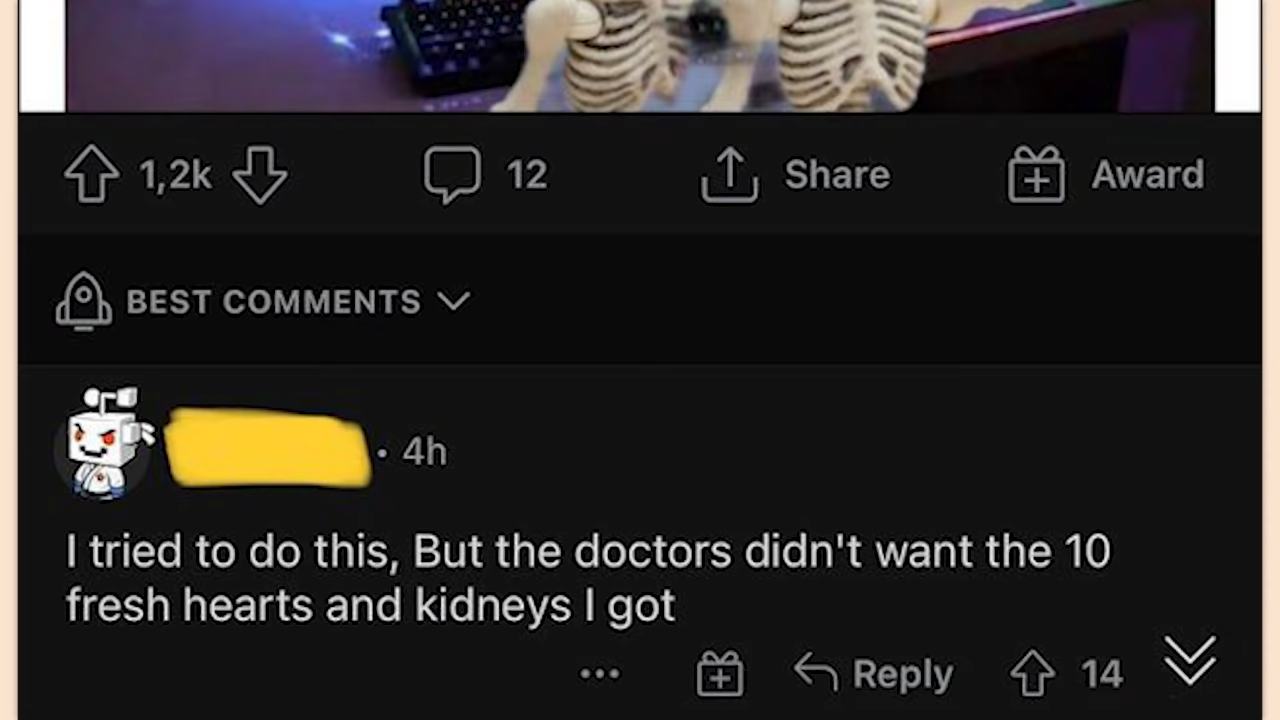 1,2k 12 Share Award
BEST COMMENTS
• 4h
I tried to do this, But the doctors didn't want the 10
fresh hearts and kidneys I got
... Reply 14